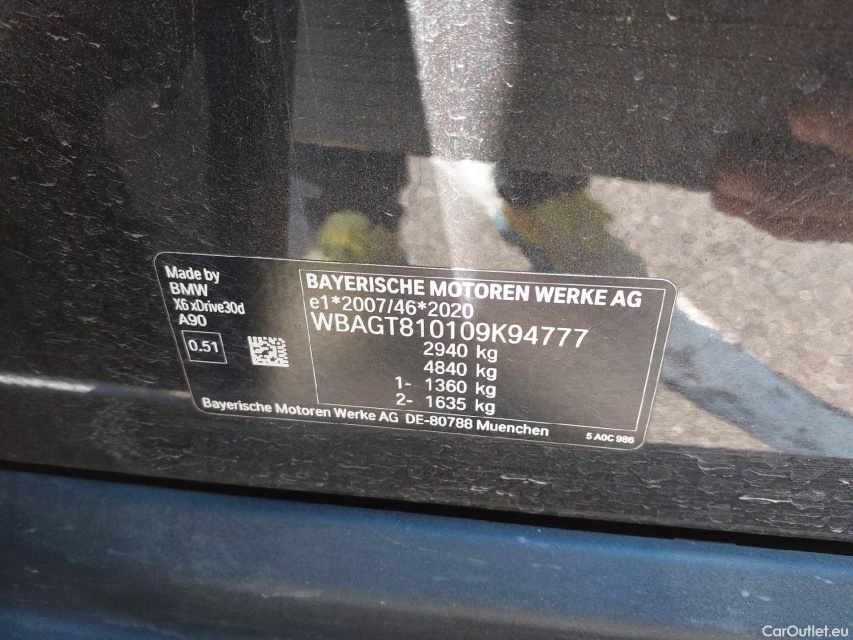 Made by
BMW
X6 xDrive30d
A90
0.51
BAYERISCHE MOTOREN WERKE AG
e1*2007/46*2020
WBAGT810109K94777
2940 kg
4840 kg
1- 1360 kg
2- 1635 kg
Bayerische Motoren Werke AG DE-80788 Muenchen
5 A0C 986
CarOutlet.eu